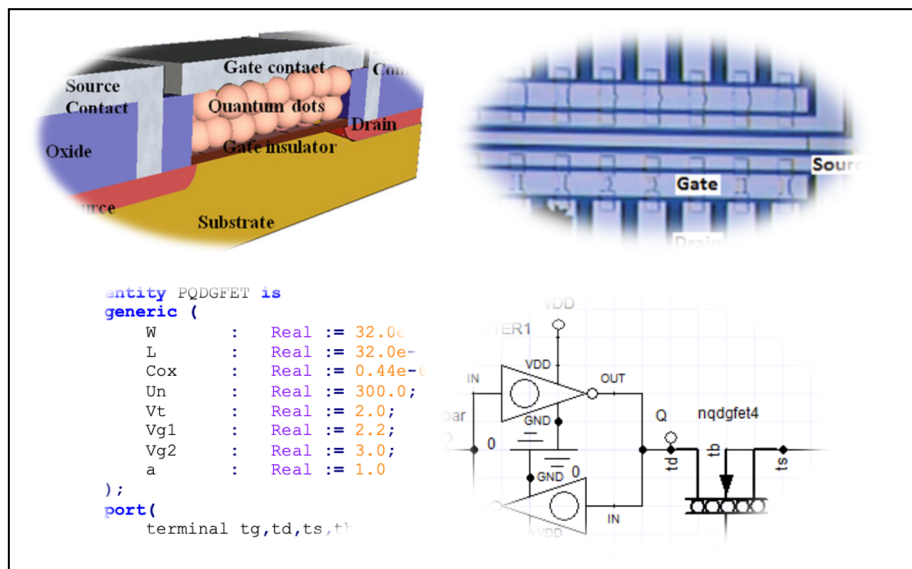 Gate contact
Source
Contact
Quantum dots
Drain
Gate insulator
Oxide
Substrate
Gate
entity PQDGFET is
generic (
W : Real := 32.0e
L : Real := 32.0e-
Cox : Real := 0.44e-
Un : Real := 300.0;
Vt : Real := 2.0;
Vg1 : Real := 2.2;
Vg2 : Real := 3.0;
a : Real := 1.0
);
port(
terminal tg,td,ts,
VDD
VDD
IN
OUT
GND
0
Q
nqdgfet4
td
tb
ts
GND
0
IN
VDD